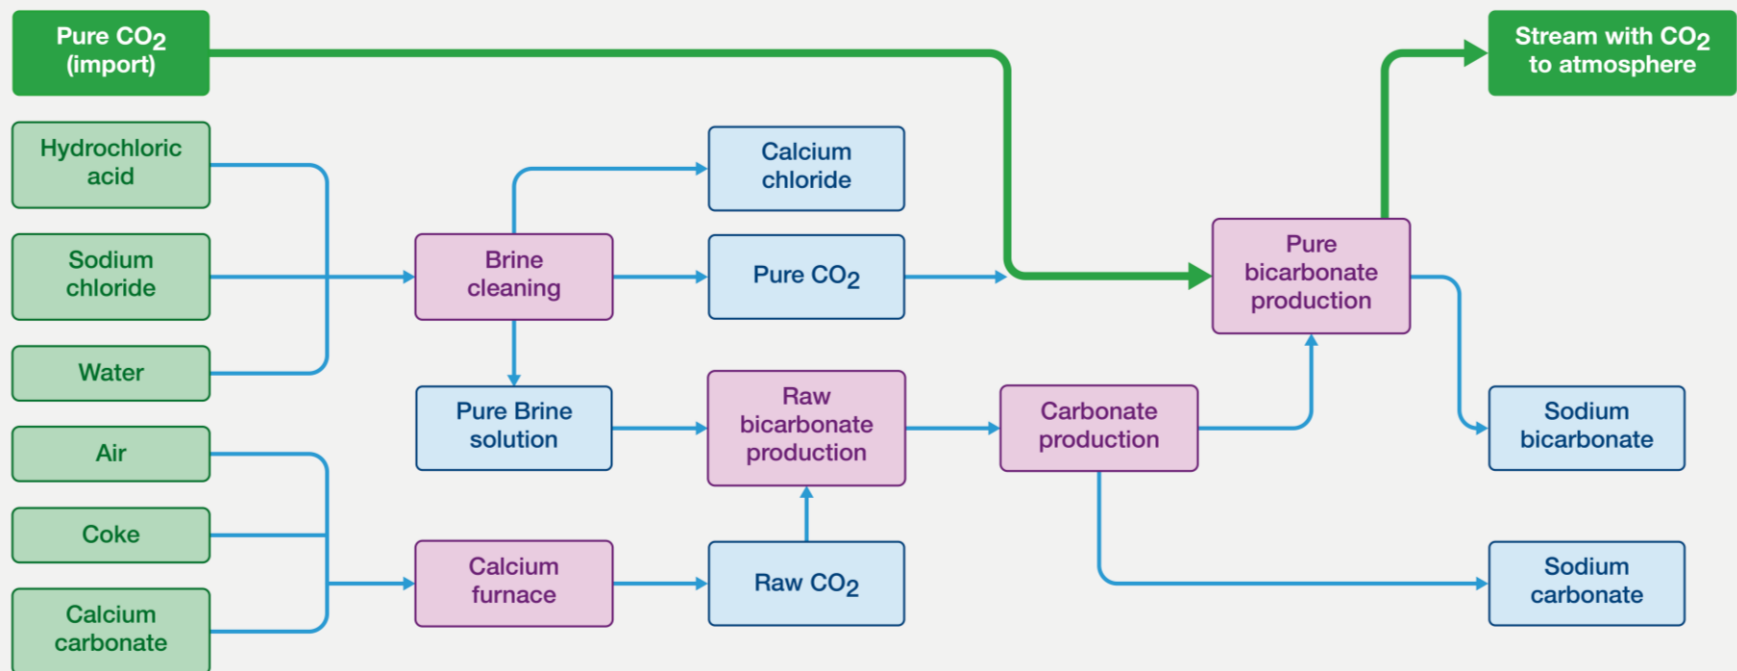 Pure CO2
(import)
Stream with CO2
to atmosphere
Hydrochloric
acid
Calcium
chloride
Sodium
chloride
Brine
cleaning
Pure CO2
Pure
bicarbonate
production
Water
Pure Brine
solution
Raw
bicarbonate
production
Carbonate
production
Sodium
bicarbonate
Air
Coke
Calcium
furnace
Raw CO2
Sodium
carbonate
Calcium
carbonate